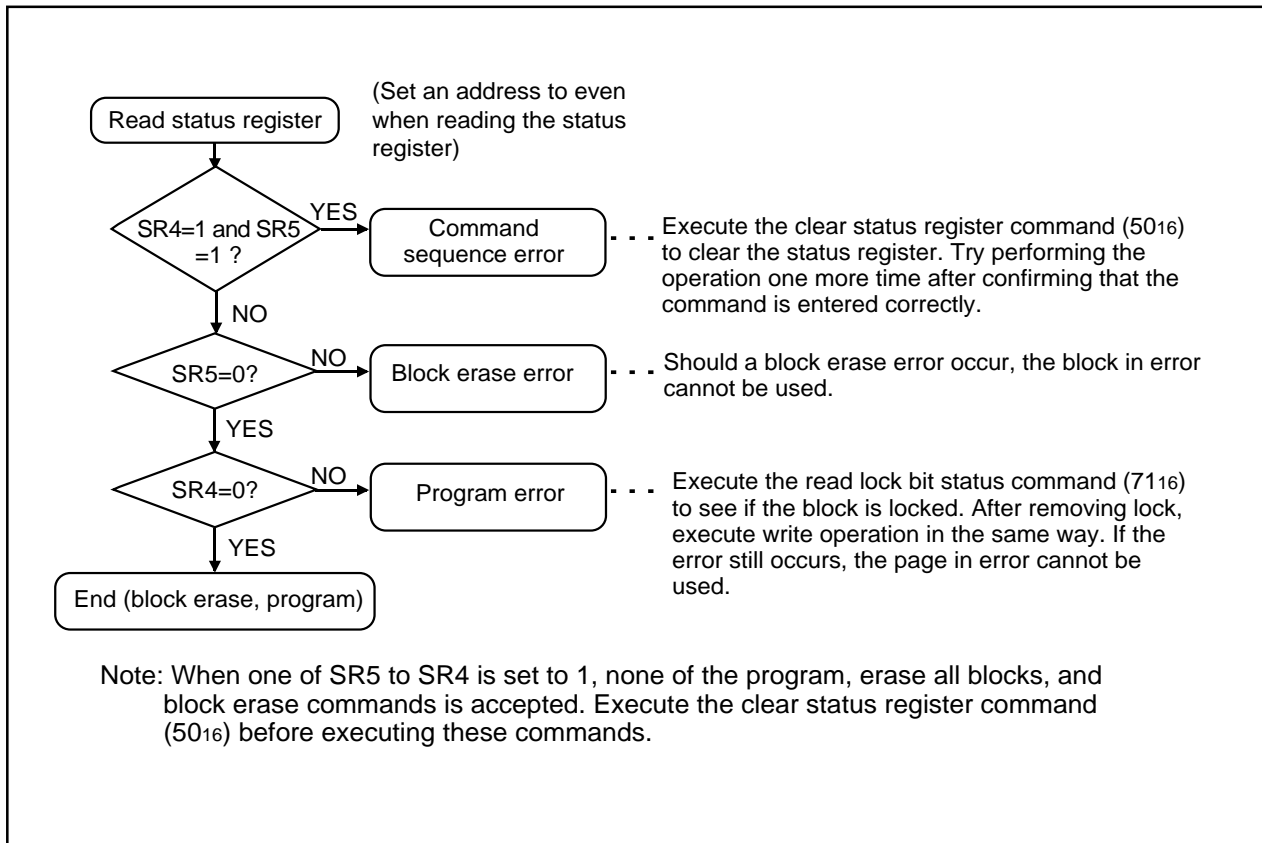 Read status register
(Set an address to even
when reading the status
register)
SR4=1 and SR5
=1 ?
YES
Command
sequence error
Execute the clear status register command (5016)
to clear the status register. Try performing the
operation one more time after confirming that the
command is entered correctly.
NO
SR5=0?
NO
Block erase error
Should a block erase error occur, the block in error
cannot be used.
YES
SR4=0?
NO
Program error
Execute the read lock bit status command (7116)
to see if the block is locked. After removing lock,
execute write operation in the same way. If the
error still occurs, the page in error cannot be
used.
YES
End (block erase, program)
Note: When one of SR5 to SR4 is set to 1, none of the program, erase all blocks, and
block erase commands is accepted. Execute the clear status register command
(5016) before executing these commands.